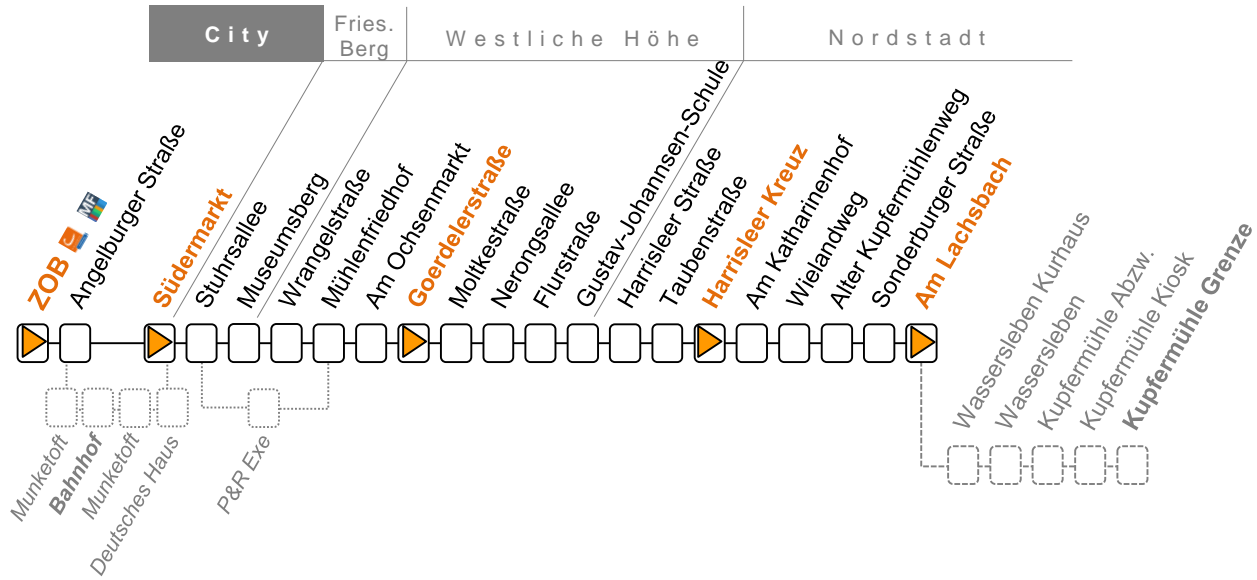 City
Fries.
Berg
Westliche Höhe
Nordstadt
ZOB
MF
Angelburger Straße
Südermarkt
Stuhrsallee
Museumsberg
Wrangelstraße
Mühlenfriedhof
Am Ochsenmarkt
Goerdelerstraße
Moltkestraße
Nerongsallee
Flurstraße
Gustav-Johannsen-Schule
Harrisleer Straße
Taubenstraße
Harrisleer Kreuz
Am Katharinenhof
Wielandweg
Alter Kupfermühlenweg
Sonderburger Straße
Am Lachsbach
Wassersleben Kurhaus
Wassersleben
Kupfermühle Abzw.
Kupfermühle Kiosk
Kupfermühle Grenze
Munketoft
Bahnhof
Munketoft
Deutsches Haus
P&R Exe